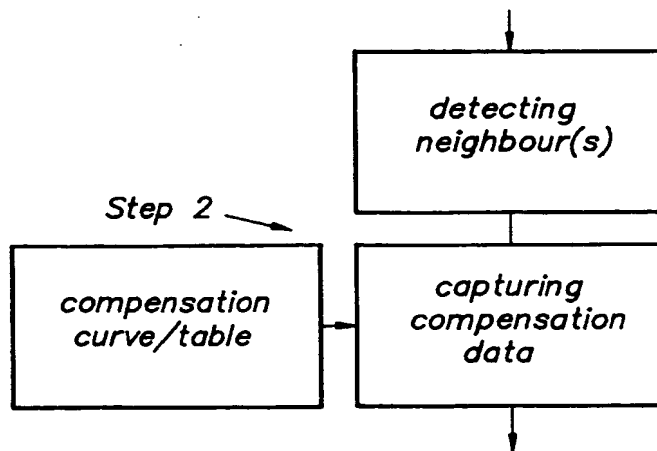 detecting
neighbour(s)
Step 2
compensation
curve/table
capturing
compensation
data